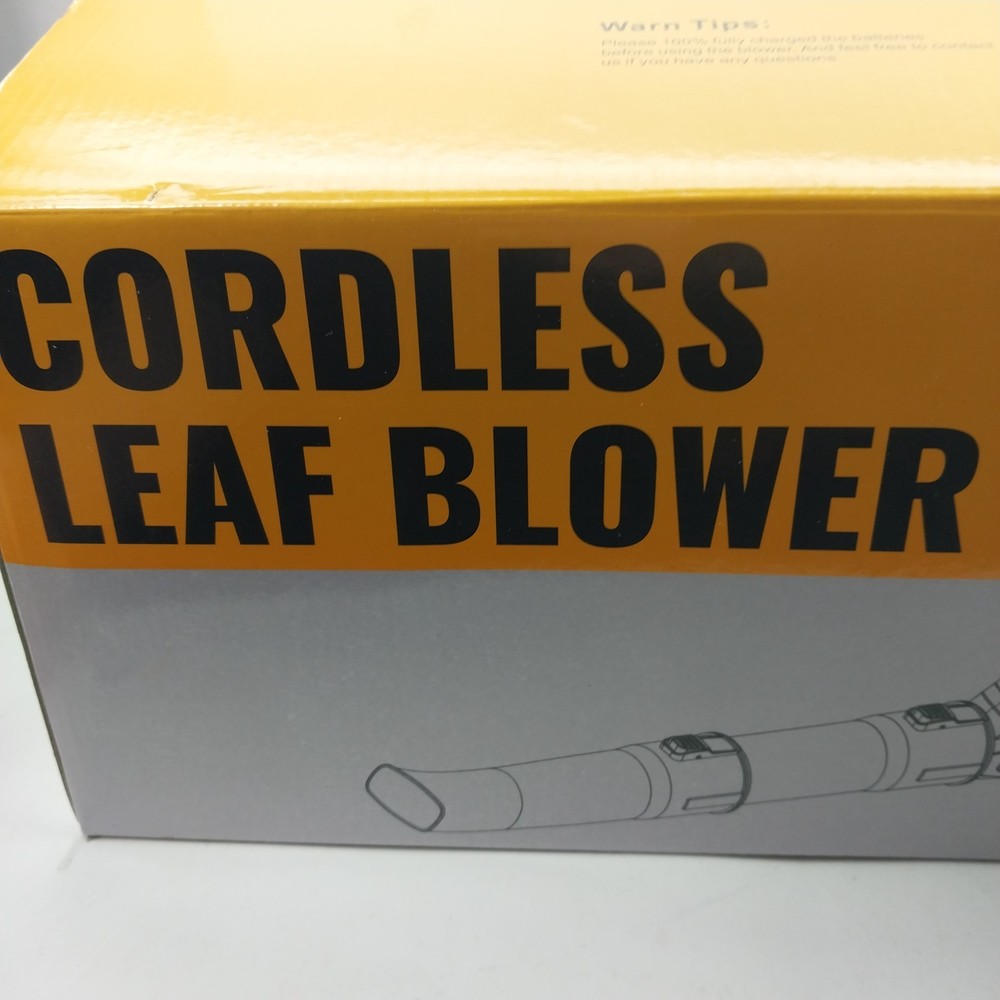 Warn Tips:
Please 100% fully charged the batteries
before using the blower. And feel free to contact
us if you have any questions
CORDLESS
LEAF BLOWER